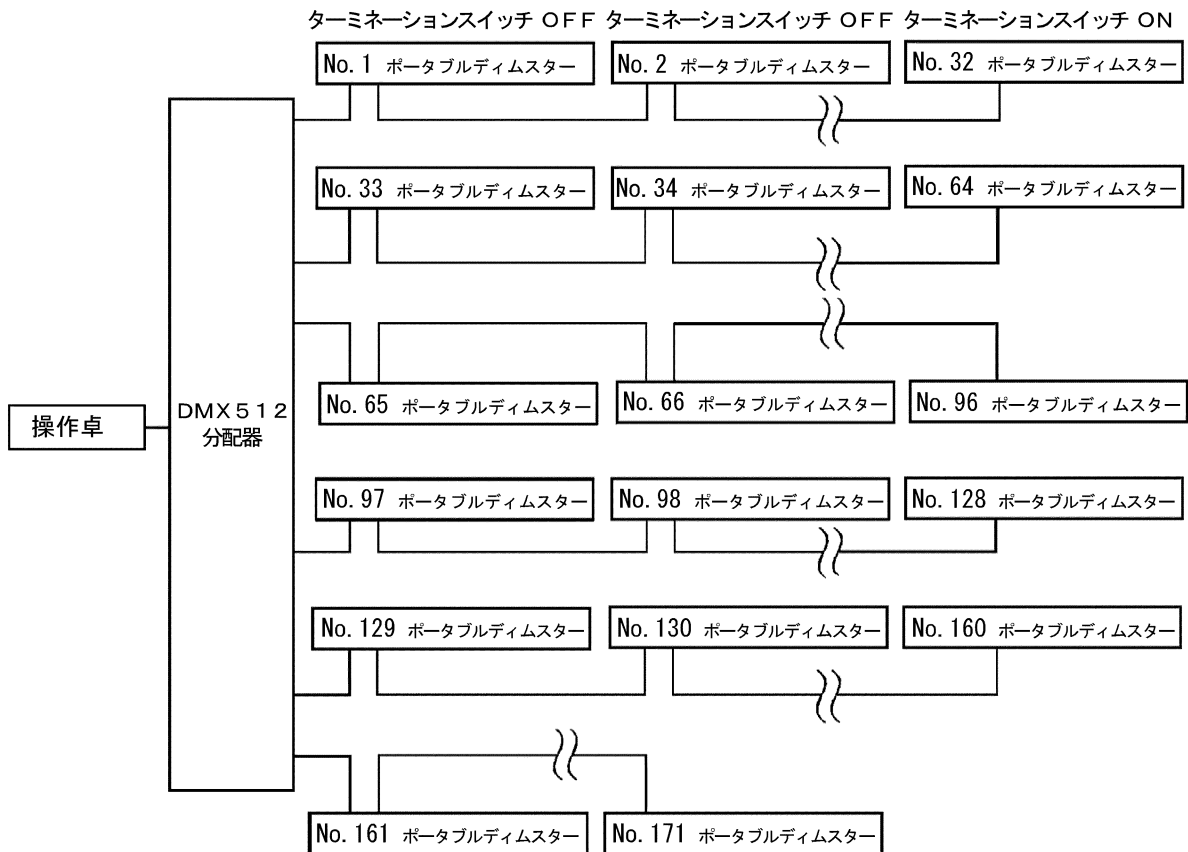 ターミネーションスイッチ OFF ターミネーションスイッチ OFF ターミネーションスイッチ ON
No. 1 ポータブルディムスター
No. 2 ポータブルディムスター
No. 32 ポータブルディムスター
No. 33 ポータブルディムスター
No. 34 ポータブルディムスター
No. 64 ポータブルディムスター
No. 65 ポータブルディムスター
No. 66 ポータブルディムスター
No. 96 ポータブルディムスター
操作卓
DMX512
分配器
No. 97 ポータブルディムスター
No. 98 ポータブルディムスター
No. 128 ポータブルディムスター
No. 129 ポータブルディムスター
No. 130 ポータブルディムスター
No. 160 ポータブルディムスター
No. 161 ポータブルディムスター
No. 171 ポータブルディムスター